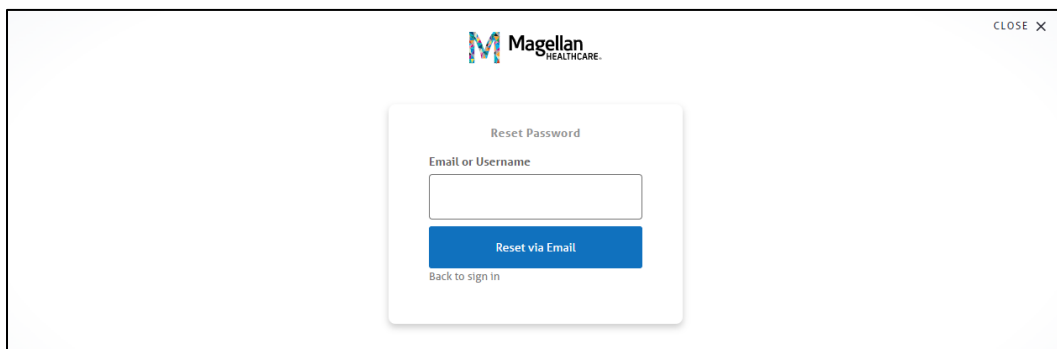 CLOSE X
Magellan
HEALTHCARE.
Reset Password
Email or Username
Reset via Email
Back to sign in